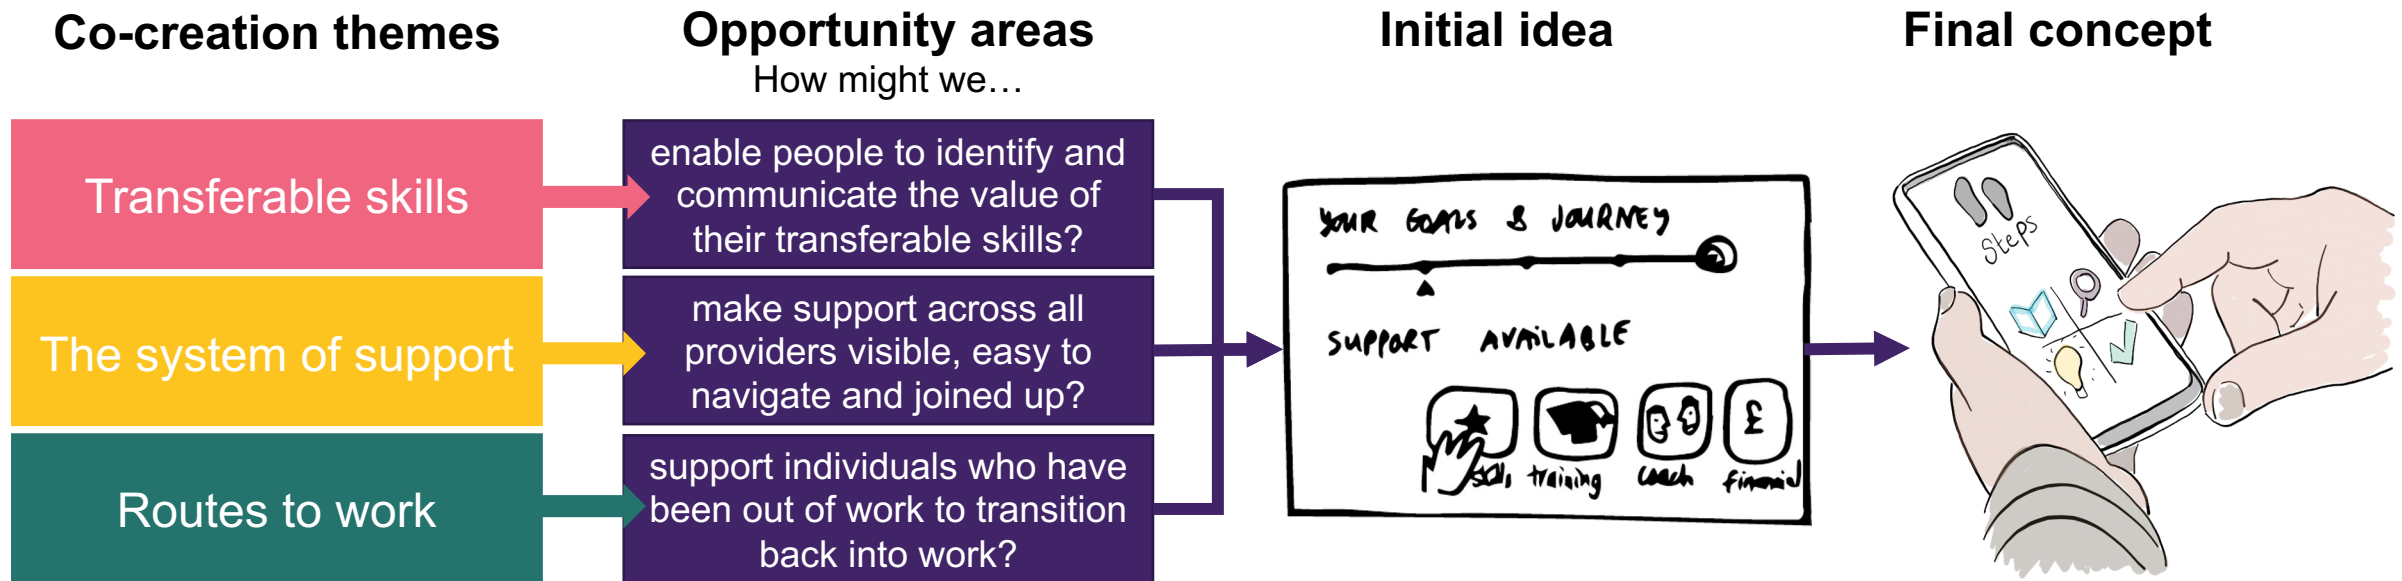 Co-creation themes
Opportunity areas
How might we…
Initial idea
Final concept
Transferable skills
enable people to identify and
communicate the value of
their transferable skills?
The system of support
make support across all
providers visible, easy to
navigate and joined up?
Routes to work
support individuals who have
been out of work to transition
back into work?
YOUR GOALS & JOURNEY
SUPPORT AVAILABLE
£
skills training coach financial
Steps